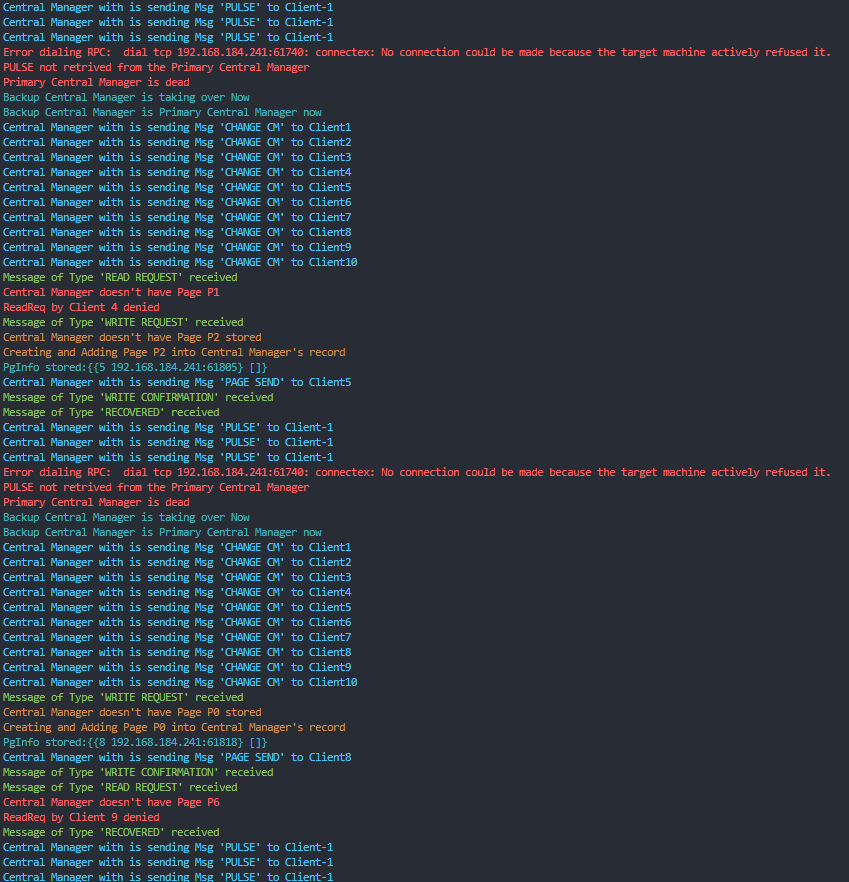 Central Manager with is sending Msg 'PULSE' to Client-1
Central Manager with is sending Msg 'PULSE' to Client-1
Central Manager with is sending Msg 'PULSE' to Client-1
Error dialing RPC:  dial tcp 192.168.184.241:61740: connectex: No connection could be made because the target machine actively refused it.
PULSE not retrived from the Primary Central Manager
Primary Central Manager is dead
Backup Central Manager is taking over Now
Backup Central Manager is Primary Central Manager now
Central Manager with is sending Msg 'CHANGE CM' to Client1
Central Manager with is sending Msg 'CHANGE CM' to Client2
Central Manager with is sending Msg 'CHANGE CM' to Client3
Central Manager with is sending Msg 'CHANGE CM' to Client4
Central Manager with is sending Msg 'CHANGE CM' to Client5
Central Manager with is sending Msg 'CHANGE CM' to Client6
Central Manager with is sending Msg 'CHANGE CM' to Client7
Central Manager with is sending Msg 'CHANGE CM' to Client8
Central Manager with is sending Msg 'CHANGE CM' to Client9
Central Manager with is sending Msg 'CHANGE CM' to Client10
Message of Type 'READ REQUEST' received
Central Manager doesn't have Page P1
ReadReq by Client 4 denied
Message of Type 'WRITE REQUEST' received
Central Manager doesn't have Page P2 stored
Creating and Adding Page P2 into Central Manager's record
PgInfo stored:{{5 192.168.184.241:61805} []}
Central Manager with is sending Msg 'PAGE SEND' to Client5
Message of Type 'WRITE CONFIRMATION' received
Message of Type 'RECOVERED' received
Central Manager with is sending Msg 'PULSE' to Client-1
Central Manager with is sending Msg 'PULSE' to Client-1
Central Manager with is sending Msg 'PULSE' to Client-1
Error dialing RPC:  dial tcp 192.168.184.241:61740: connectex: No connection could be made because the target machine actively refused it.
PULSE not retrived from the Primary Central Manager
Primary Central Manager is dead
Backup Central Manager is taking over Now
Backup Central Manager is Primary Central Manager now
Central Manager with is sending Msg 'CHANGE CM' to Client1
Central Manager with is sending Msg 'CHANGE CM' to Client2
Central Manager with is sending Msg 'CHANGE CM' to Client3
Central Manager with is sending Msg 'CHANGE CM' to Client4
Central Manager with is sending Msg 'CHANGE CM' to Client5
Central Manager with is sending Msg 'CHANGE CM' to Client6
Central Manager with is sending Msg 'CHANGE CM' to Client7
Central Manager with is sending Msg 'CHANGE CM' to Client8
Central Manager with is sending Msg 'CHANGE CM' to Client9
Central Manager with is sending Msg 'CHANGE CM' to Client10
Message of Type 'WRITE REQUEST' received
Central Manager doesn't have Page P0 stored
Creating and Adding Page P0 into Central Manager's record
PgInfo stored:{{8 192.168.184.241:61818} []}
Central Manager with is sending Msg 'PAGE SEND' to Client8
Message of Type 'WRITE CONFIRMATION' received
Message of Type 'READ REQUEST' received
Central Manager doesn't have Page P6
ReadReq by Client 9 denied
Message of Type 'RECOVERED' received
Central Manager with is sending Msg 'PULSE' to Client-1
Central Manager with is sending Msg 'PULSE' to Client-1
Central Manager with is sending Msg 'PULSE' to Client-1